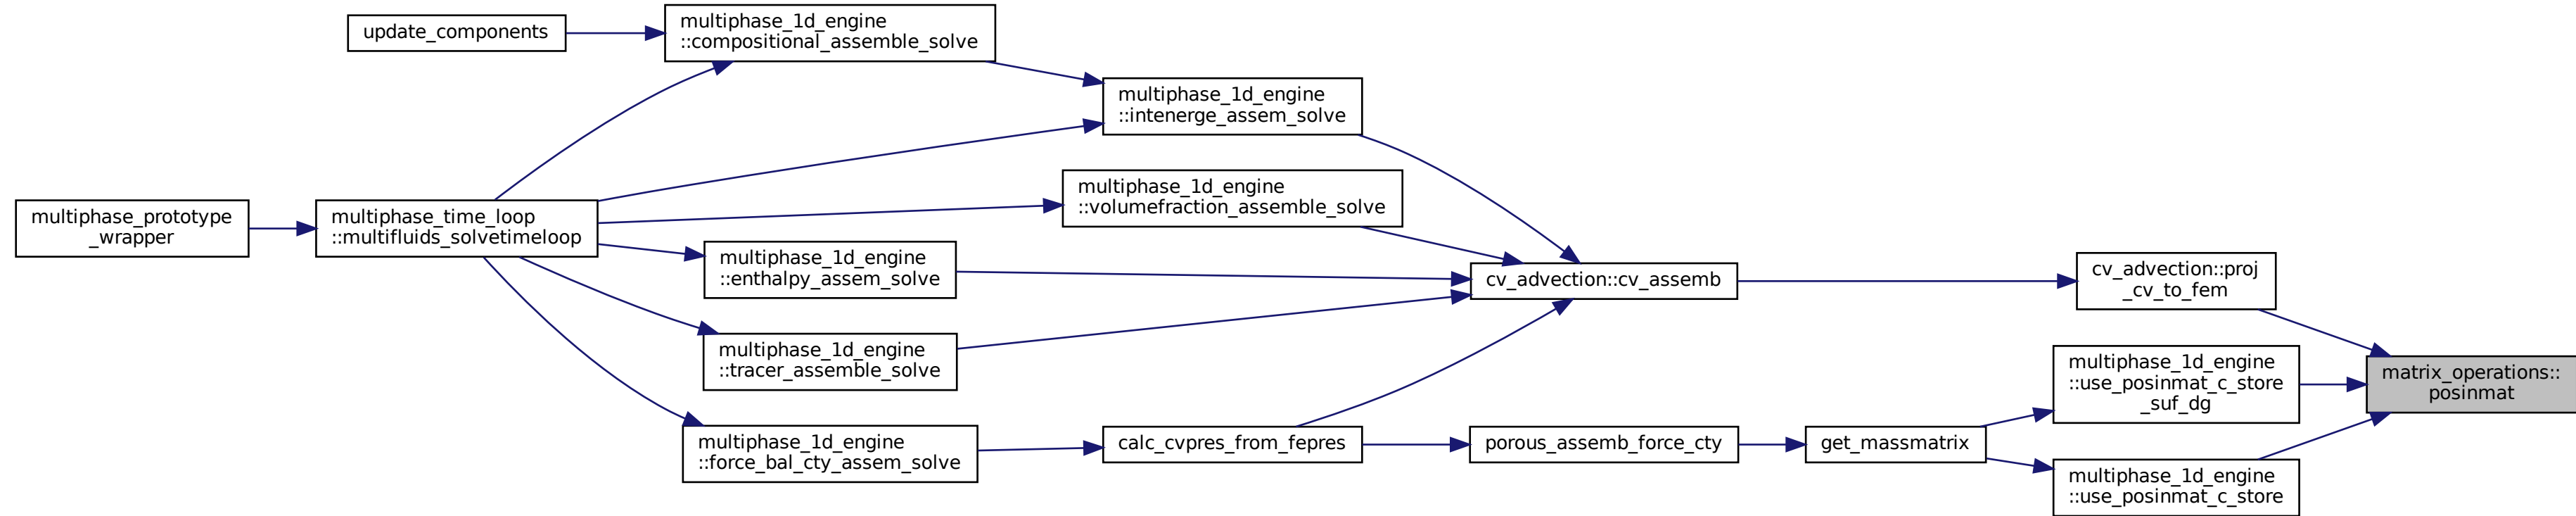 update_components
multiphase_1d_engine
::compositional_assemble_solve
multiphase_1d_engine
::intenerge_assem_solve
multiphase_prototype
_wrapper
multiphase_time_loop
::multifluids_solvetimeloop
multiphase_1d_engine
::volumefraction_assemble_solve
multiphase_1d_engine
::enthalpy_assem_solve
multiphase_1d_engine
::tracer_assemble_solve
multiphase_1d_engine
::force_bal_cty_assem_solve
calc_cvpres_from_fepres
cv_advection::cv_assemb
porous_assemb_force_cty
get_massmatrix
cv_advection::proj
_cv_to_fem
multiphase_1d_engine
::use_posinmat_c_store
_suf_dg
multiphase_1d_engine
::use_posinmat_c_store
matrix_operations::
posinmat